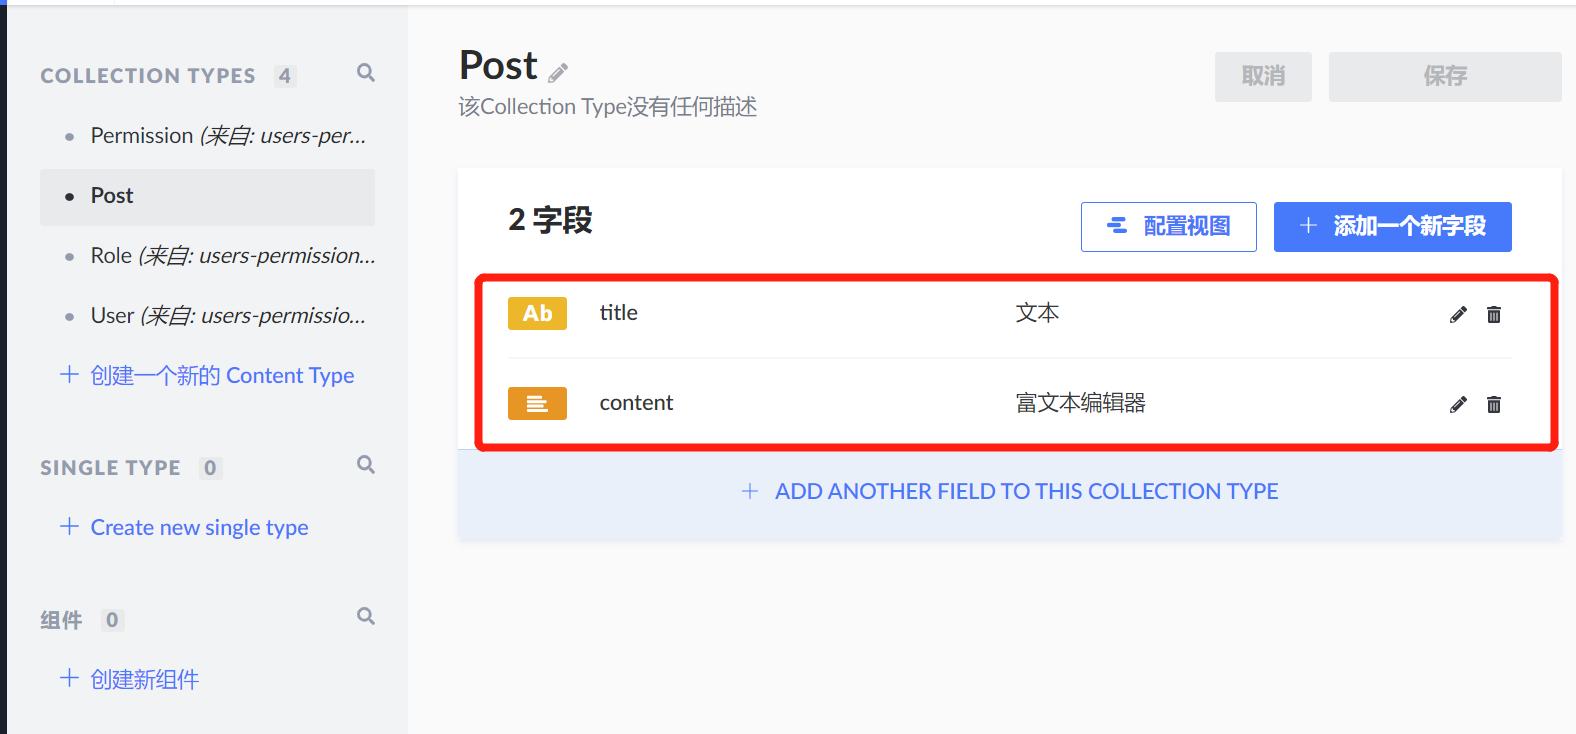 COLLECTION TYPES 4
Permission (来自: users-per...
Post
Role (来自: users-permission...
User (来自: users-permissio...
创建一个新的 Content Type
SINGLE TYPE 0
Create new single type
组件 0
创建新组件
Post
该Collection Type没有任何描述
取消
保存
2 字段
配置视图
添加一个新字段
Ab title 文本
content 富文本编辑器
ADD ANOTHER FIELD TO THIS COLLECTION TYPE